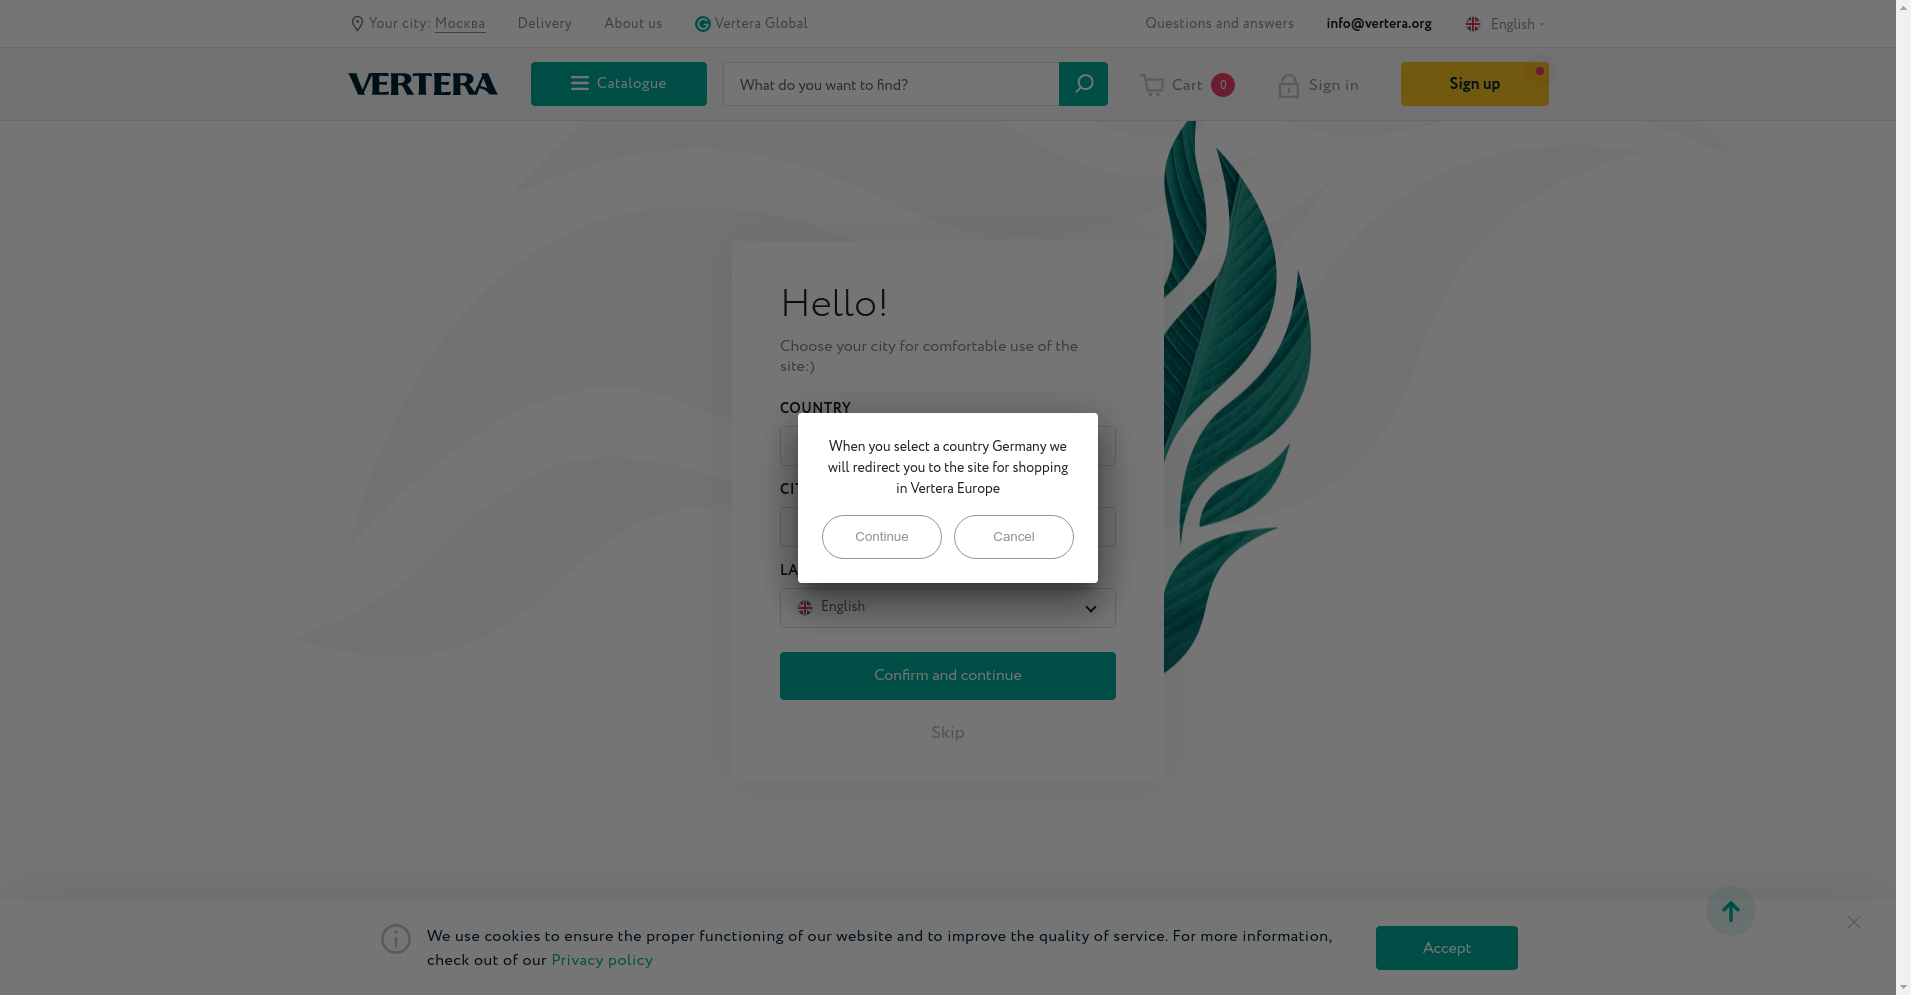 Your city: Москва
Delivery
About us
Vertera Global
Questions and answers
info@vertera.org
English
VERTERA
Catalogue
What do you want to find?
Cart
0
Sign in
Sign up
Hello!
Choose your city for comfortable use of the
site:)
COUNTRY
When you select a country Germany we
will redirect you to the site for shopping
in Vertera Europe
Continue
Cancel
English
Confirm and continue
Skip
We use cookies to ensure the proper functioning of our website and to improve the quality of service. For more information,
check out of our Privacy policy
Accept